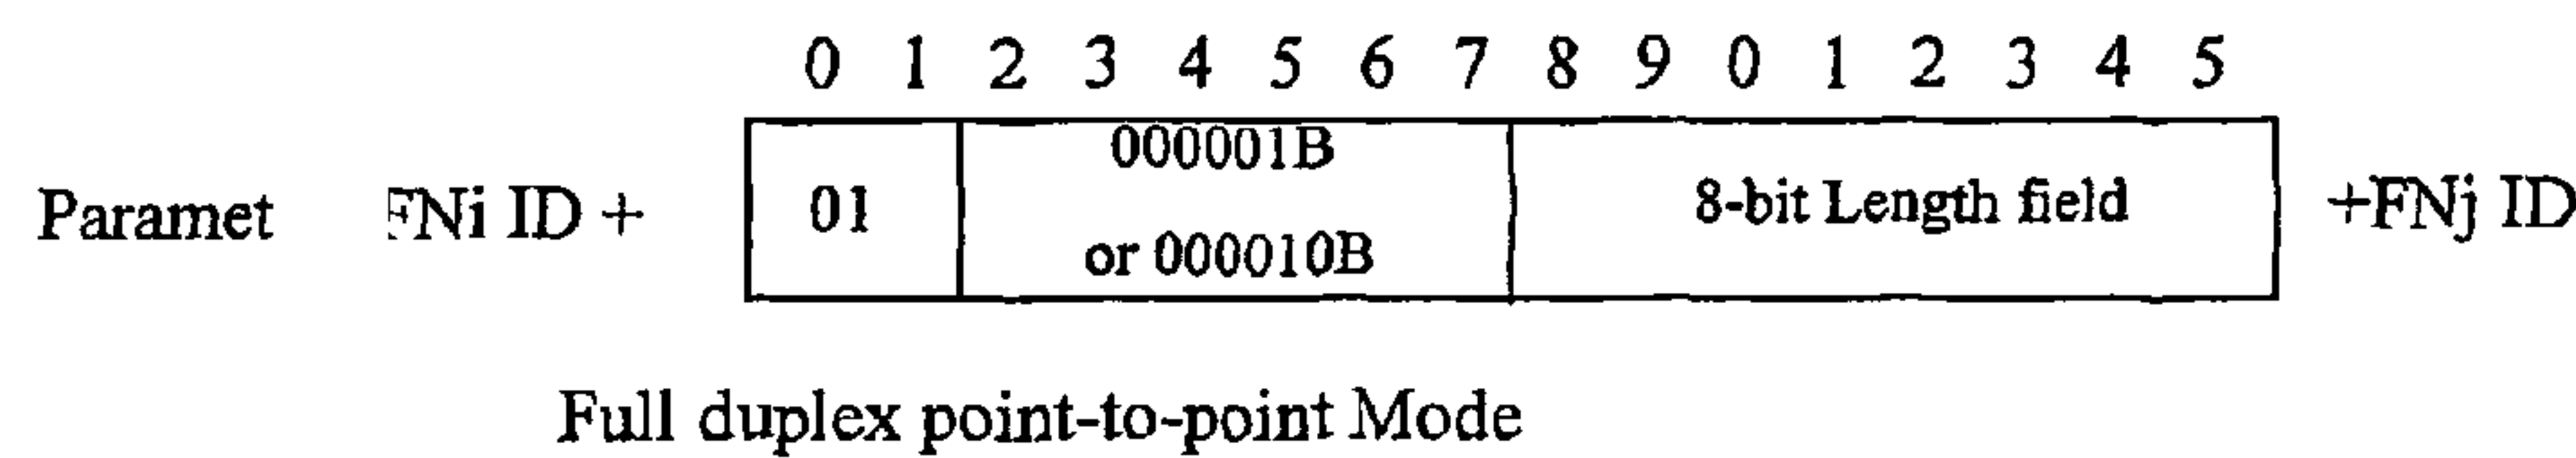 0 1 2 3 4 5 6 7 8 9 0 1 2 3 4 5
000001B
Paramet FNi ID + 01 8-bit Length field +FNj ID
or 000010B
Full duplex point-to-point Mode